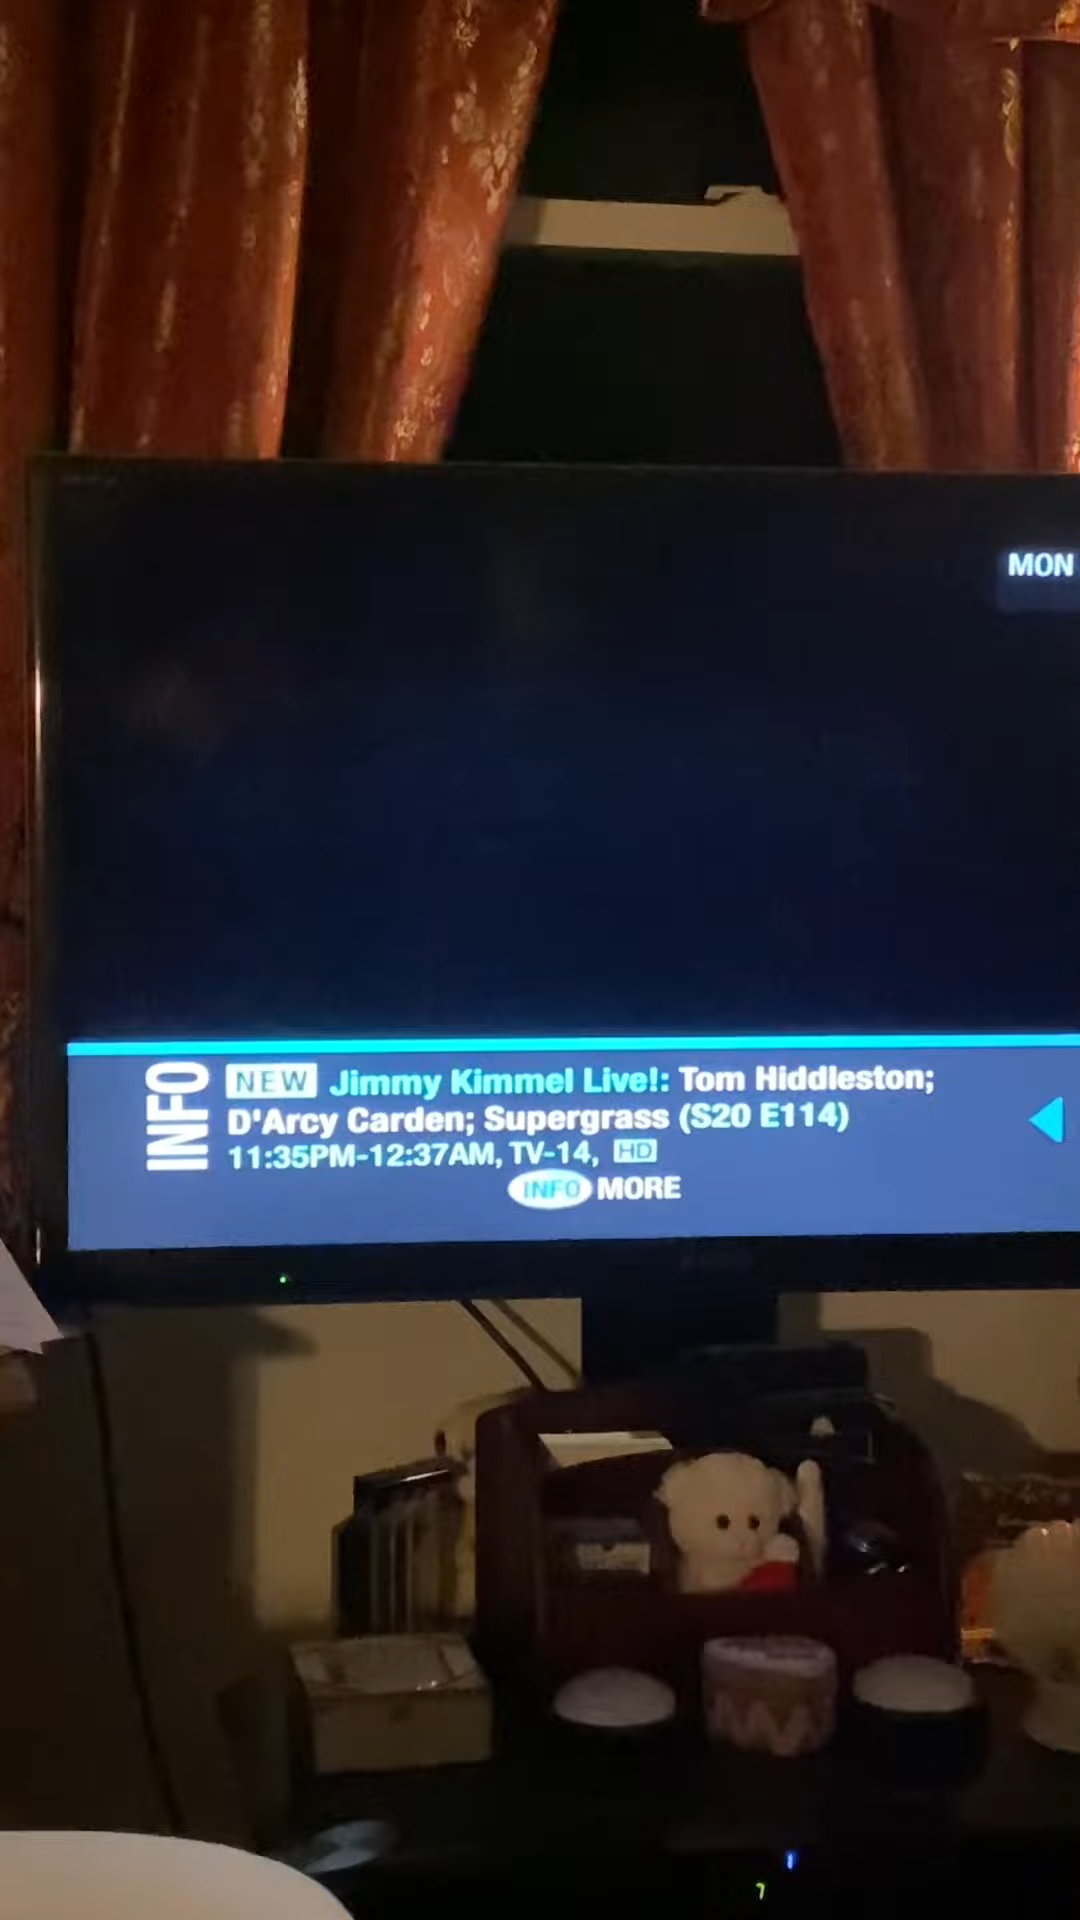 MON
INFO
NEW Jimmy Kimmel Live!: Tom Hiddleston;
D'Arcy Carden; Supergrass (S20 E114)
11:35PM-12:37AM, TV-14, HD
INFO MORE